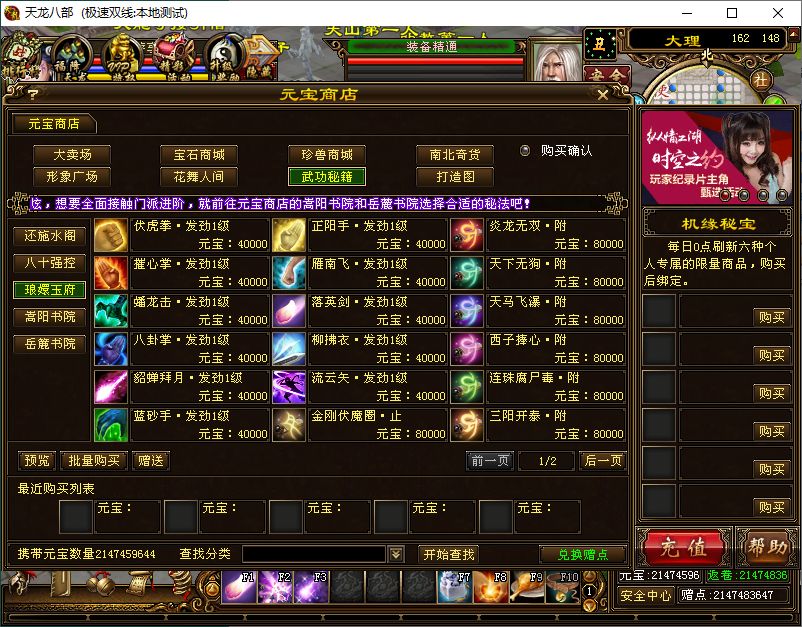 天龙八部 (极速双线:本地测试)
装备精通
丑
大理
162 148
北
安全
社
元宝商店
元宝商店
大卖场
宝石商城
珍兽商城
南北奇货
购买确认
形象广场
花舞人间
武功秘籍
打造图
，想要全面接触门派进阶，就前往元宝商店的嵩阳书院和岳麓书院选择合适的秘法吧！
还施水阁
八十强控
琅嬛玉府
嵩阳书院
岳麓书院
伏虎拳·发劲1级
元宝：40000
正阳手·发劲1级
元宝：40000
炎龙无双·附
元宝：80000
摧心掌·发劲1级
元宝：40000
雁南飞·发劲1级
元宝：40000
天下无狗·附
元宝：80000
蟠龙击·发劲1级
元宝：40000
落英剑·发劲1级
元宝：40000
天马飞瀑·附
元宝：80000
八卦掌·发劲1级
元宝：40000
柳拂衣·发劲1级
元宝：40000
西子捧心·附
元宝：80000
貂蝉拜月·发劲1级
元宝：40000
流云矢·发劲1级
元宝：40000
连珠腐尸毒·附
元宝：80000
蓝砂手·发劲1级
元宝：40000
金刚伏魔圈·止
元宝：80000
三阳开泰·附
元宝：80000
预览
批量购买
赠送
前一页
1/2
后一页
最近购买列表
元宝：
元宝：
元宝：
元宝：
元宝：
携带元宝数量2147459644
查找分类
开始查找
兑换赠点
纵情江湖
时空之约
玩家纪录片主角
机缘秘宝
每日0点刷新六种个人专属的限量商品，购买后绑定。
购买
购买
购买
购买
购买
购买
充值
帮助
F1
F2
F3
F7
F8
F9
F10
1
元宝:21474596
返卷:21474836
安全中心
赠点:2147483647